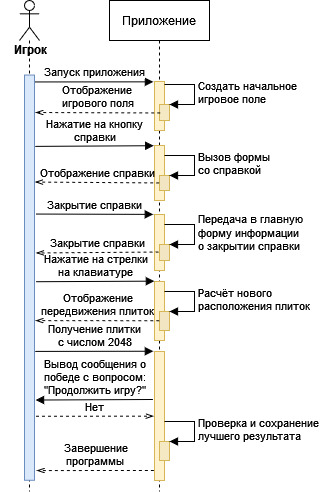 Игрок
Приложение
Запуск приложения
Создать начальное
игровое поле
Отображение
игрового поля
Нажатие на кнопку
справки
Вызов формы
со справкой
Отображение справки
Закрытие справки
Передача в главную
форму информации
о закрытии справки
Закрытие справки
Нажатие на стрелки
на клавиатуре
Расчёт нового
расположения плиток
Отображение
передвижения плиток
Получение плитки
с числом 2048
Вывод сообщения о
победе с вопросом:
"Продолжить игру?"
Нет
Проверка и сохранение
лучшего результата
Завершение
программы